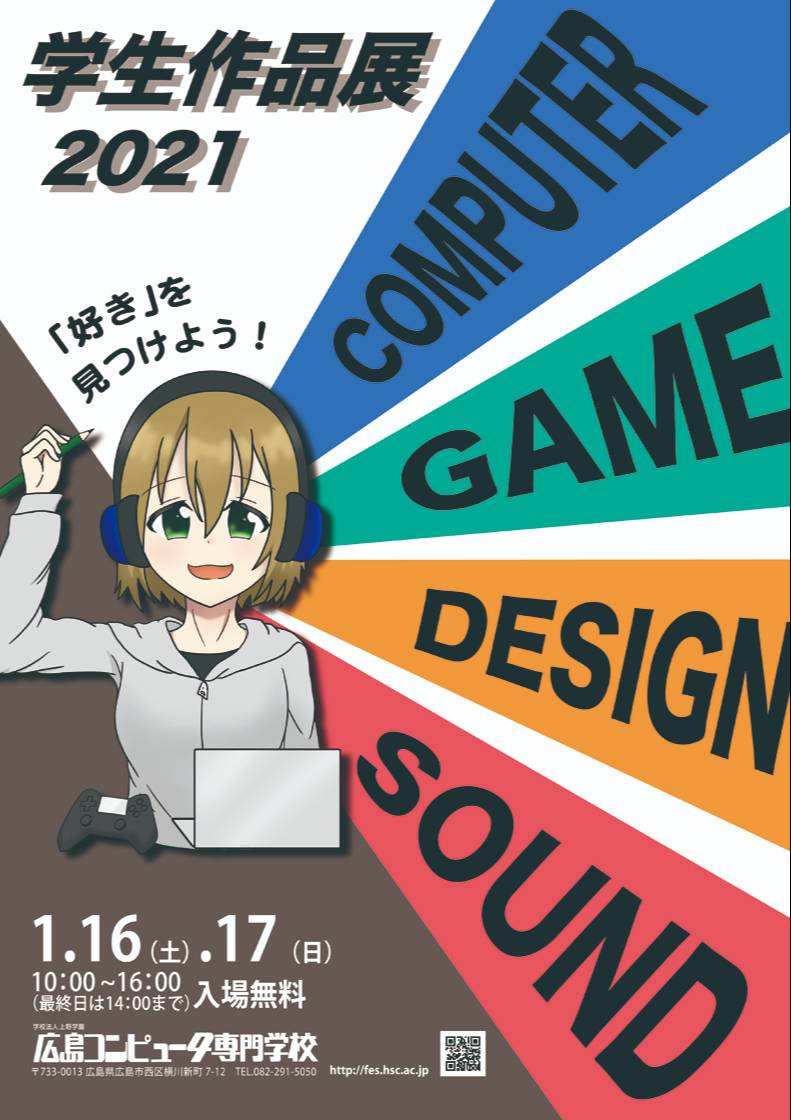 学生作品展
2021
「好き」を
見つけよう！
COMPUTER
GAME
DESIGN
SOUND
1.16（土）.17（日）
10：00～16：00
（最終日は14：00まで）入場無料
学校法人上野学園
広島コンピュータ専門学校
〒733-0013 広島県広島市西区横川新町 7-12 TEL.082-291-5050 http://fes.hsc.ac.jp